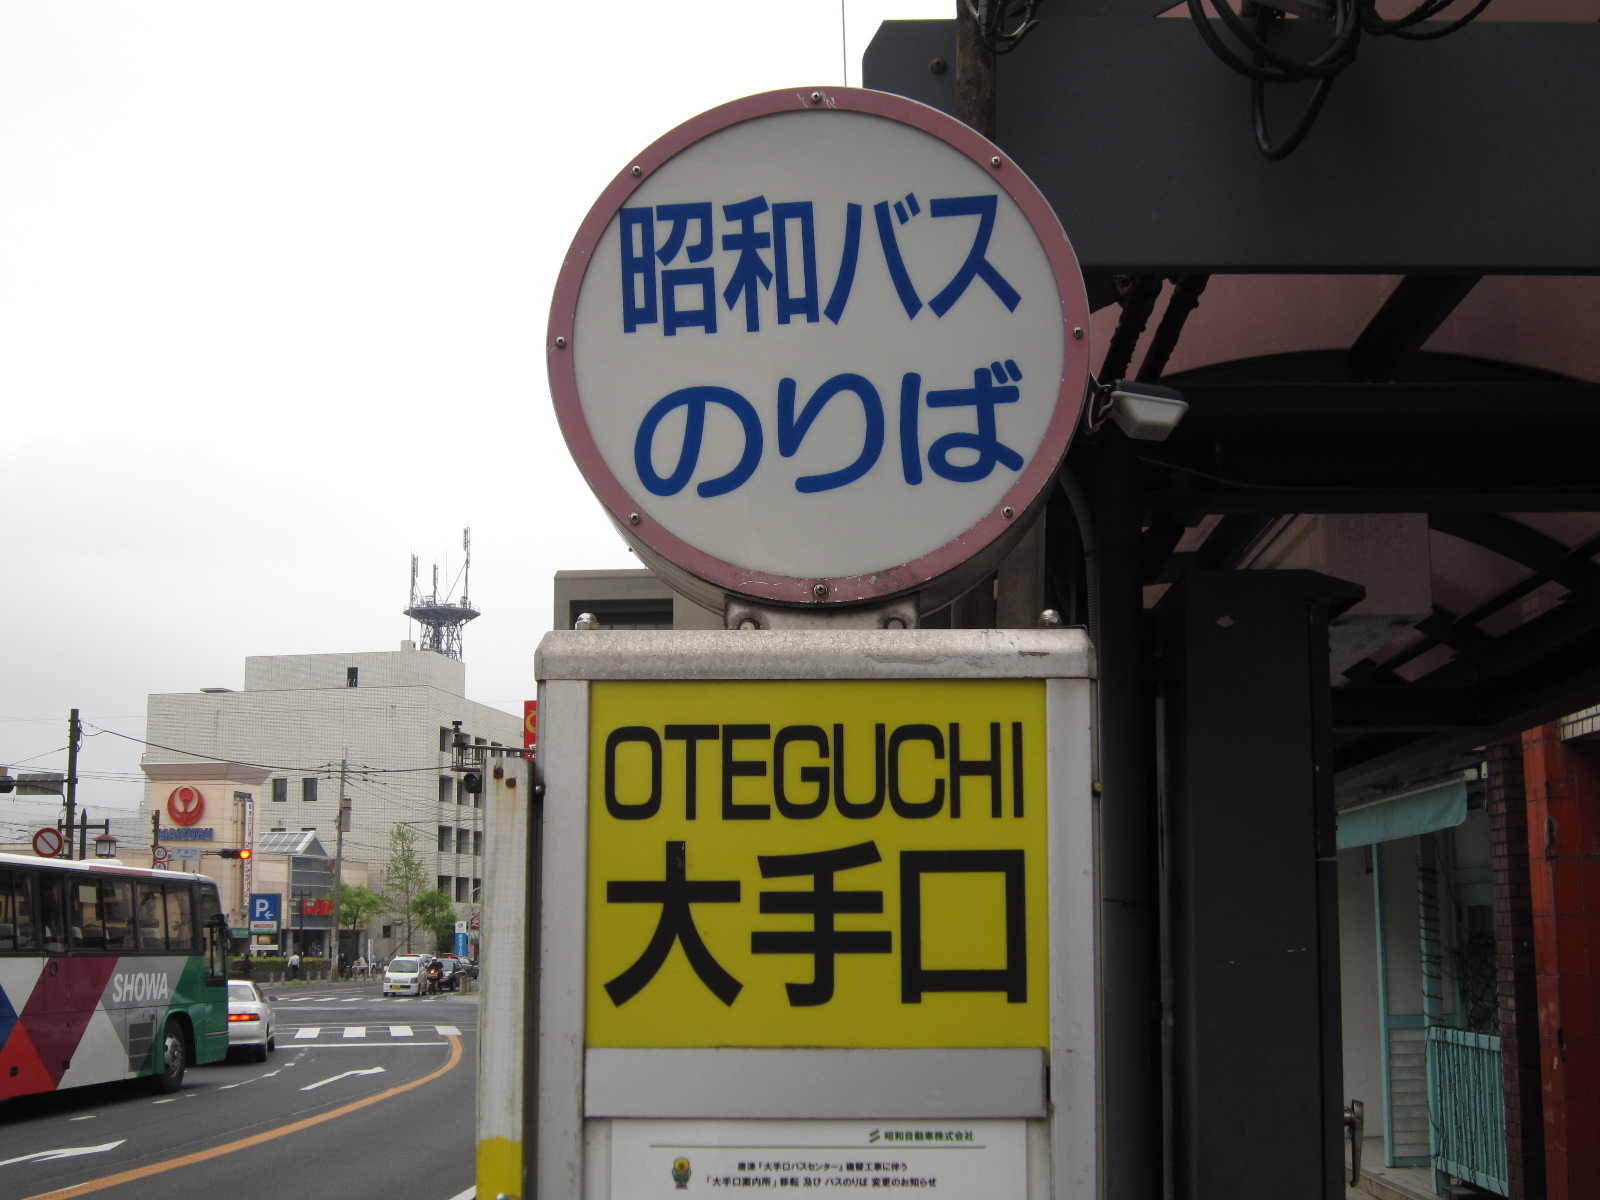 昭和バス
のりば
OTEGUCHI
大手口
昭和自動車株式会社
唐津『大手口バスセンター』建替工事に伴う
「大手口案内所」移転 及び バスのりば 変更のお知らせ
MAIZURU
P
SHOWA